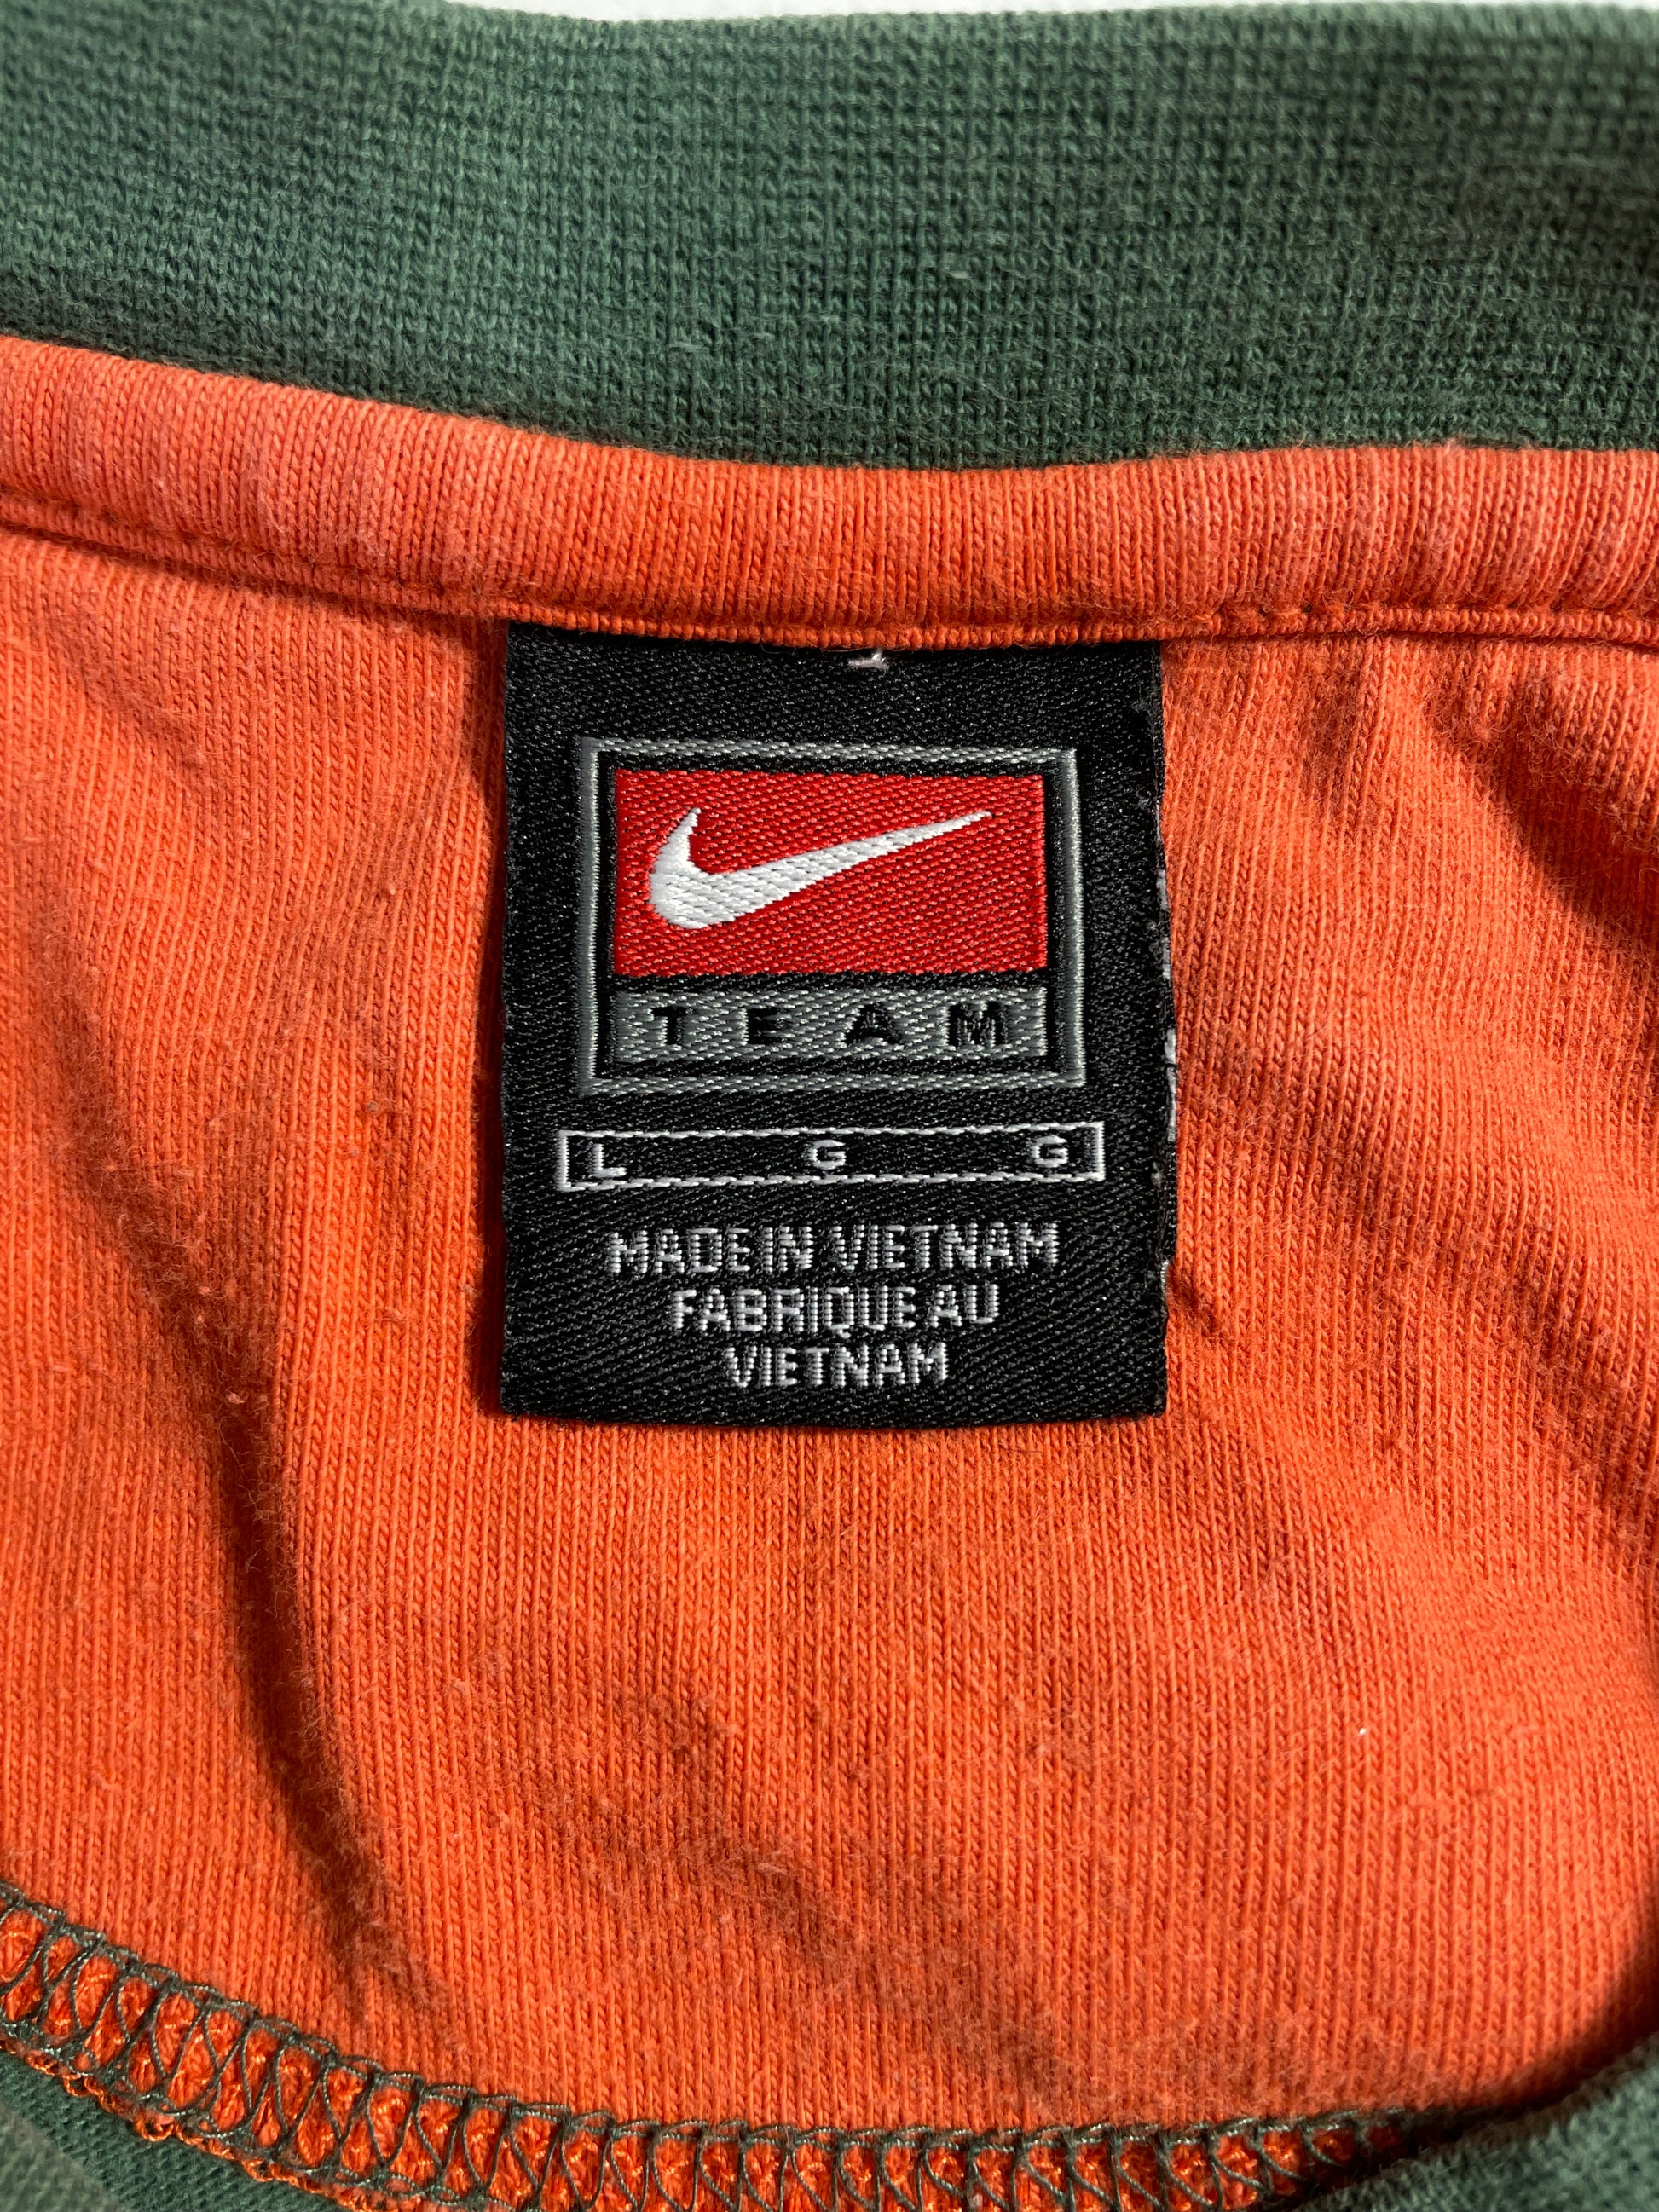 TEAM
L G G
MADE IN VIETNAM
FABRIQUE AU
VIETNAM